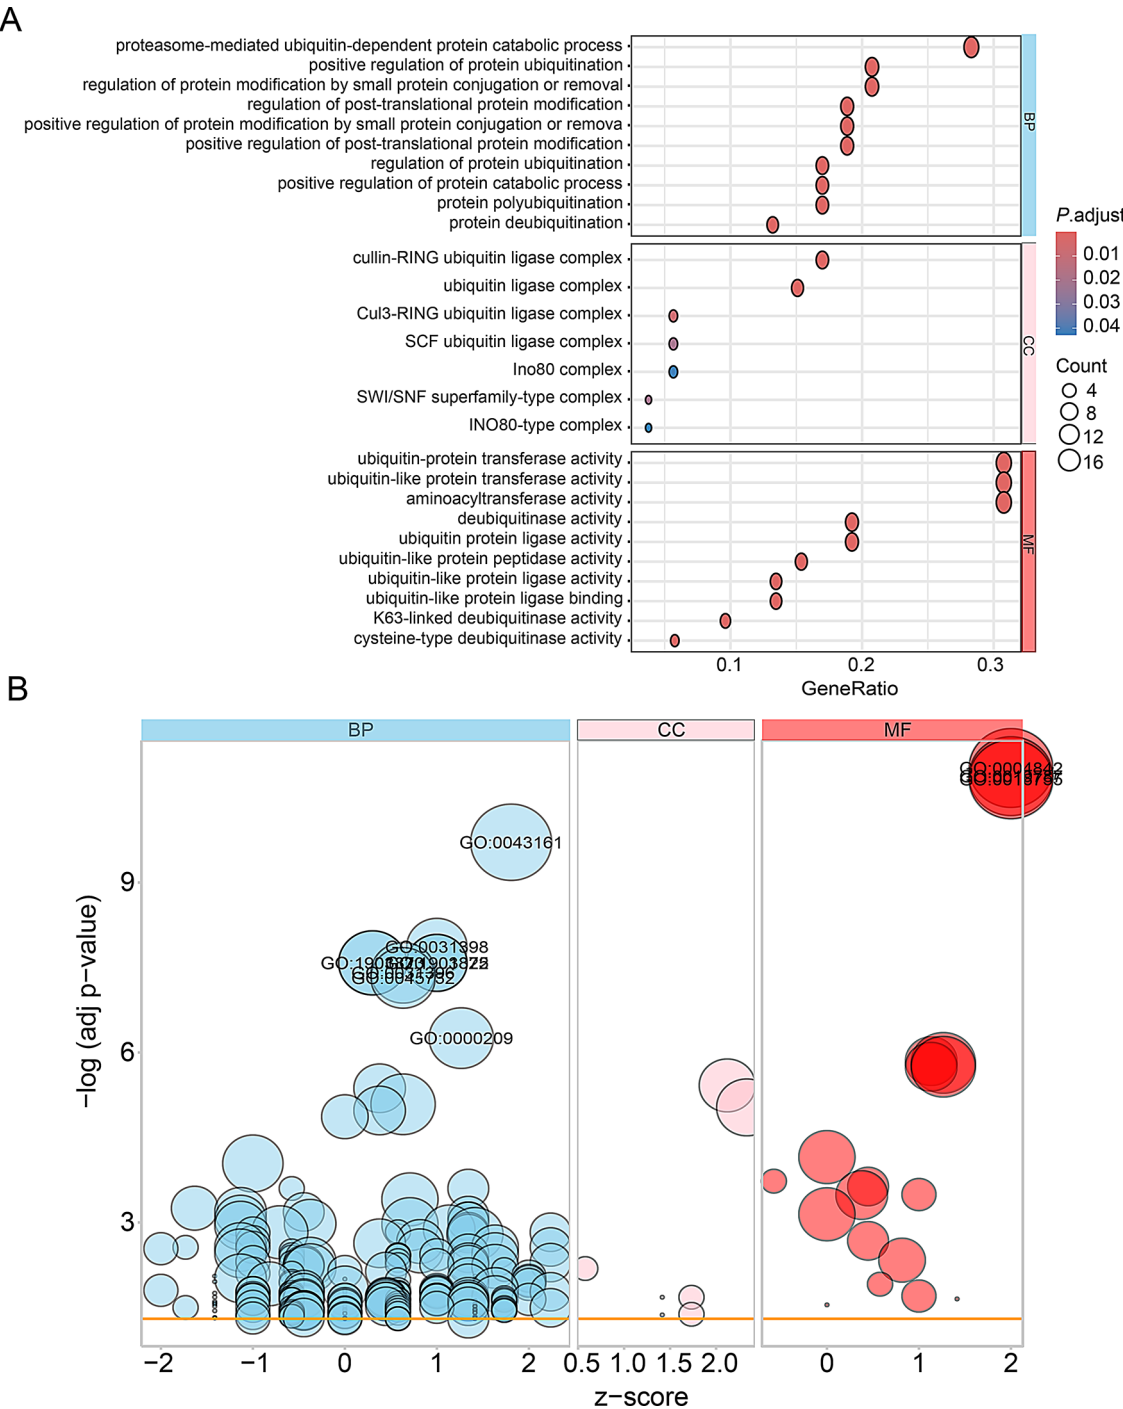 A
proteasome-mediated ubiquitin-dependent protein catabolic process
positive regulation of protein ubiquitination
regulation of protein modification by small protein conjugation or removal
regulation of post-translational protein modification
positive regulation of protein modification by small protein conjugation or remova
positive regulation of post-translational protein modification
regulation of protein ubiquitination
positive regulation of protein catabolic process
protein polyubiquitination
protein deubiquitination
BP
cullin-RING ubiquitin ligase complex
ubiquitin ligase complex
Cul3-RING ubiquitin ligase complex
SCF ubiquitin ligase complex
Ino80 complex
SWI/SNF superfamily-type complex
INO80-type complex
CC
ubiquitin-protein transferase activity
ubiquitin-like protein transferase activity
aminoacyltransferase activity
deubiquitinase activity
ubiquitin protein ligase activity
ubiquitin-like protein peptidase activity
ubiquitin-like protein ligase activity
ubiquitin-like protein ligase binding
K63-linked deubiquitinase activity
cysteine-type deubiquitinase activity
MF
0.1 0.2 0.3
GeneRatio
P.adjust
0.01
0.02
0.03
0.04
Count
4
8
12
16
B
BP CC MF
GO:0004842
GO:0043161
GO:0031398
GO:0045732
GO:0000209
−log (adj p−value)
9
6
3
−2 −1 0 1 2 0.5 1.0 1.5 2.0 0 1 2
z−score